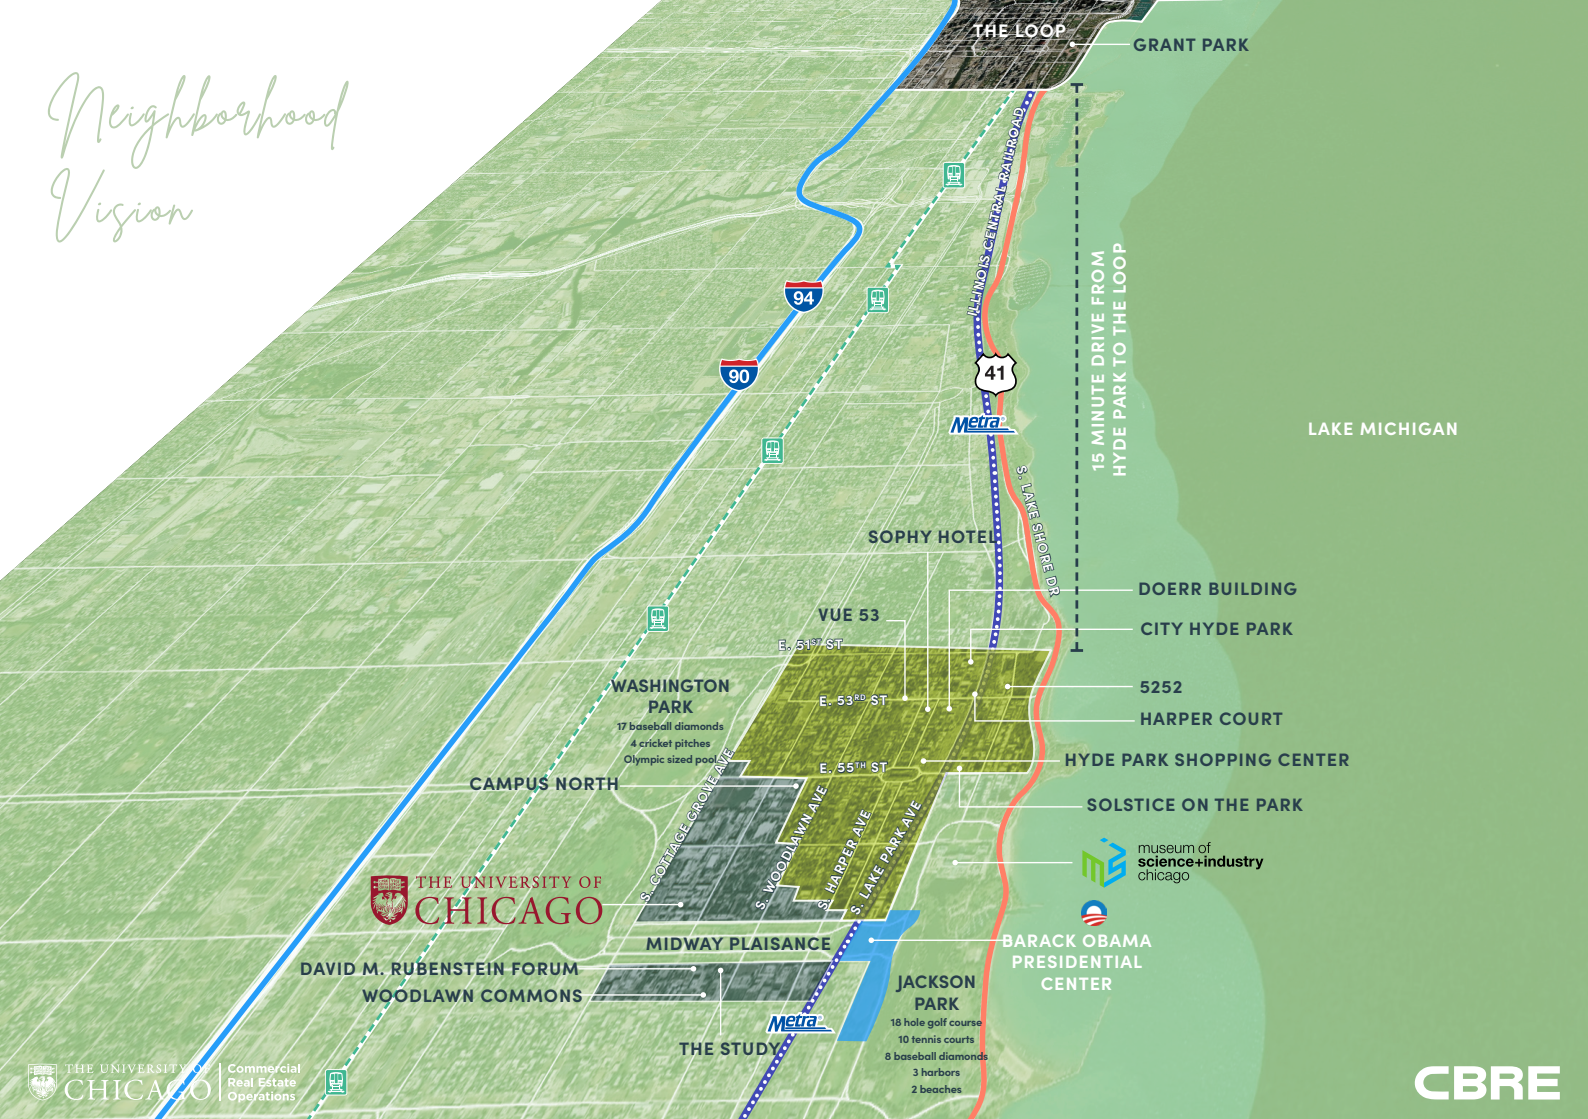 Neighborhood
Vision
THE LOOP
GRANT PARK
ILLINOIS CENTRAL RAILROAD
15 MINUTE DRIVE FROM
HYDE PARK TO THE LOOP
94
90
41
Metra
LAKE MICHIGAN
S. LAKE SHORE DR
SOPHY HOTEL
DOERR BUILDING
VUE 53
CITY HYDE PARK
E. 51ST ST
WASHINGTON
PARK
17 baseball diamonds
4 cricket pitches
Olympic sized pool
E. 53RD ST
5252
HARPER COURT
E. 55TH ST
HYDE PARK SHOPPING CENTER
CAMPUS NORTH
SOLSTICE ON THE PARK
S. COTTAGE GROVE AVE
S. WOODLAWN AVE
S. HARPER AVE
S. LAKE PARK AVE
museum of
science+industry
chicago
THE UNIVERSITY OF
CHICAGO
MIDWAY PLAISANCE
BARACK OBAMA
PRESIDENTIAL
CENTER
DAVID M. RUBENSTEIN FORUM
WOODLAWN COMMONS
JACKSON
PARK
18 hole golf course
10 tennis courts
8 baseball diamonds
3 harbors
2 beaches
Metra
THE STUDY
THE UNIVERSITY OF
CHICAGO
Commercial
Real Estate
Operations
CBRE